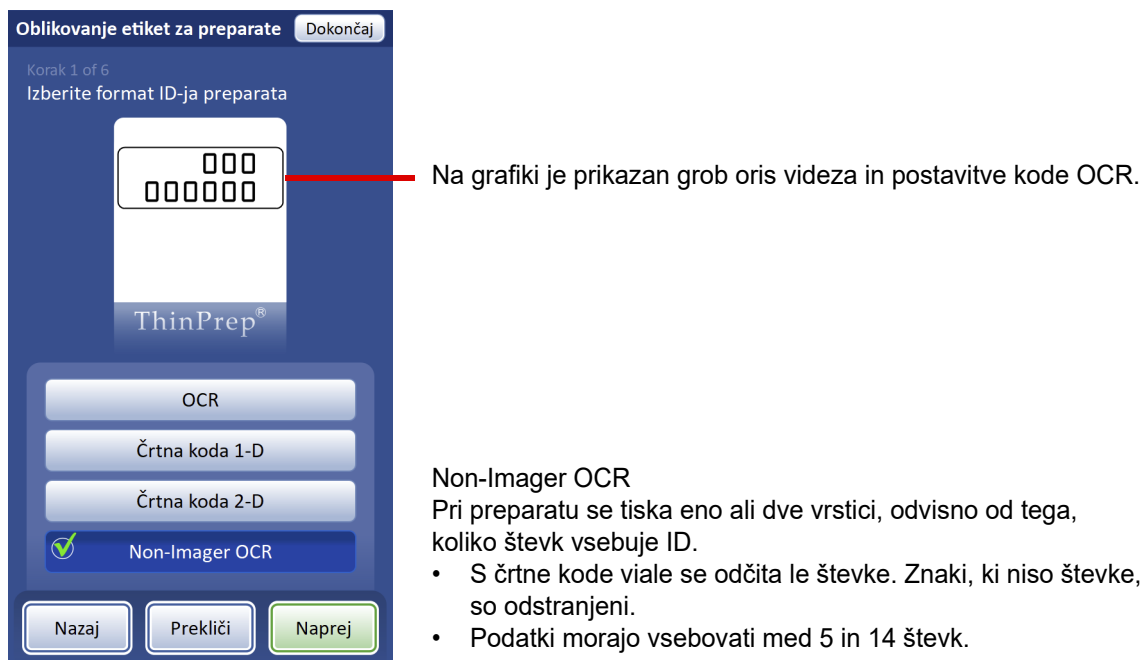 Oblikovanje etiket za preparate Dokončaj
Korak 1 of 6
Izberite format ID-ja preparata
000
000000
Na grafiki je prikazan grob oris videza in postavitve kode OCR.
ThinPrep®
OCR
Črtna koda 1-D
Črtna koda 2-D
Non-Imager OCR
Nazaj Prekliči Naprej
Non-Imager OCR
Pri preparatu se tiska eno ali dve vrstici, odvisno od tega,
koliko števk vsebuje ID.
• S črtne kode viale se odčita le števke. Znaki, ki niso števke,
so odstranjeni.
• Podatki morajo vsebovati med 5 in 14 števk.